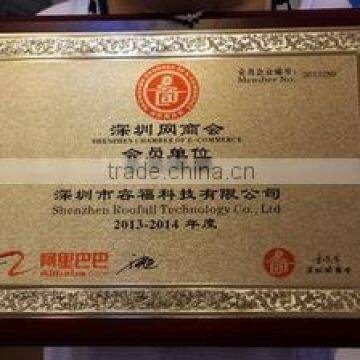 会员企业编号:
Member No.
深圳网商会
SHENZHEN CHAMBER OF E-COMMERCE
会员单位
trade.china.cn
深圳市容福科技有限公司
Shenzhen Roofull Technology Co., Ltd
2013-2014 年度
阿里巴巴
Alibaba.com